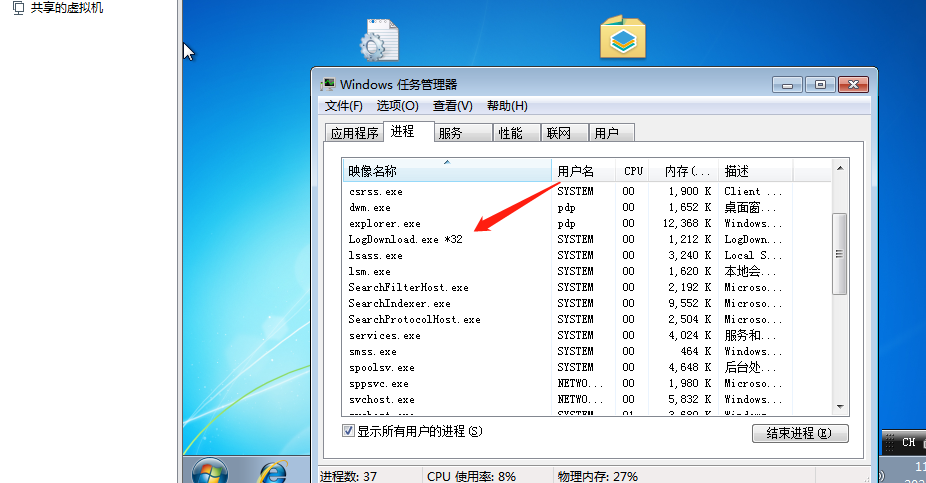 共享的虚拟机
Windows 任务管理器
文件(F) 选项(O) 查看(V) 帮助(H)
应用程序 进程 服务 性能 联网 用户
映像名称 用户名 CPU 内存(... 描述
csrss.exe SYSTEM 00 1,900 K Client ...
dwm.exe pdp 00 1,652 K 桌面窗...
explorer.exe pdp 00 12,368 K Windows...
LogDownload.exe *32 SYSTEM 00 1,212 K LogDown...
lsass.exe SYSTEM 00 3,240 K Local S...
lsm.exe SYSTEM 00 1,620 K 本地会...
SearchFilterHost.exe SYSTEM 00 2,192 K Microso...
SearchIndexer.exe SYSTEM 00 9,552 K Microso...
SearchProtocolHost.exe SYSTEM 00 2,504 K Microso...
services.exe SYSTEM 00 4,024 K 服务和...
smss.exe SYSTEM 00 464 K Windows...
spoolsv.exe SYSTEM 00 4,648 K 后台处...
sppsvc.exe NETWO... 00 1,980 K Microso...
svchost.exe NETWO... 00 5,832 K Windows...
显示所有用户的进程(S) 结束进程(E)
CH
进程数: 37 CPU 使用率: 8% 物理内存: 27%